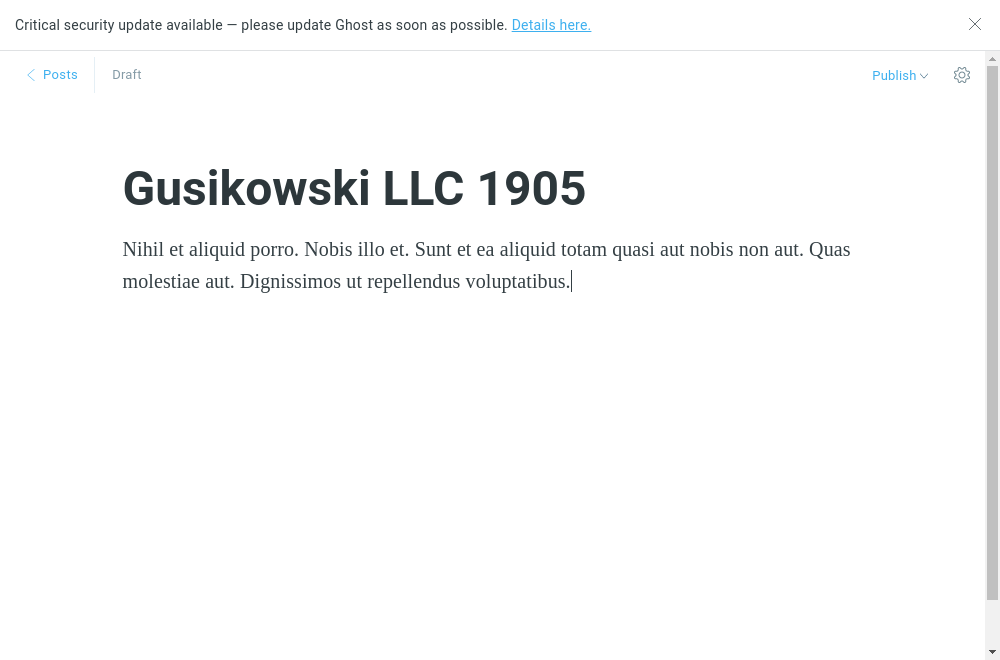 Critical security update available — please update Ghost as soon as possible. Details here.
Posts
Draft
Publish
Gusikowski LLC 1905
Nihil et aliquid porro. Nobis illo et. Sunt et ea aliquid totam quasi aut nobis non aut. Quas
molestiae aut. Dignissimos ut repellendus voluptatibus.